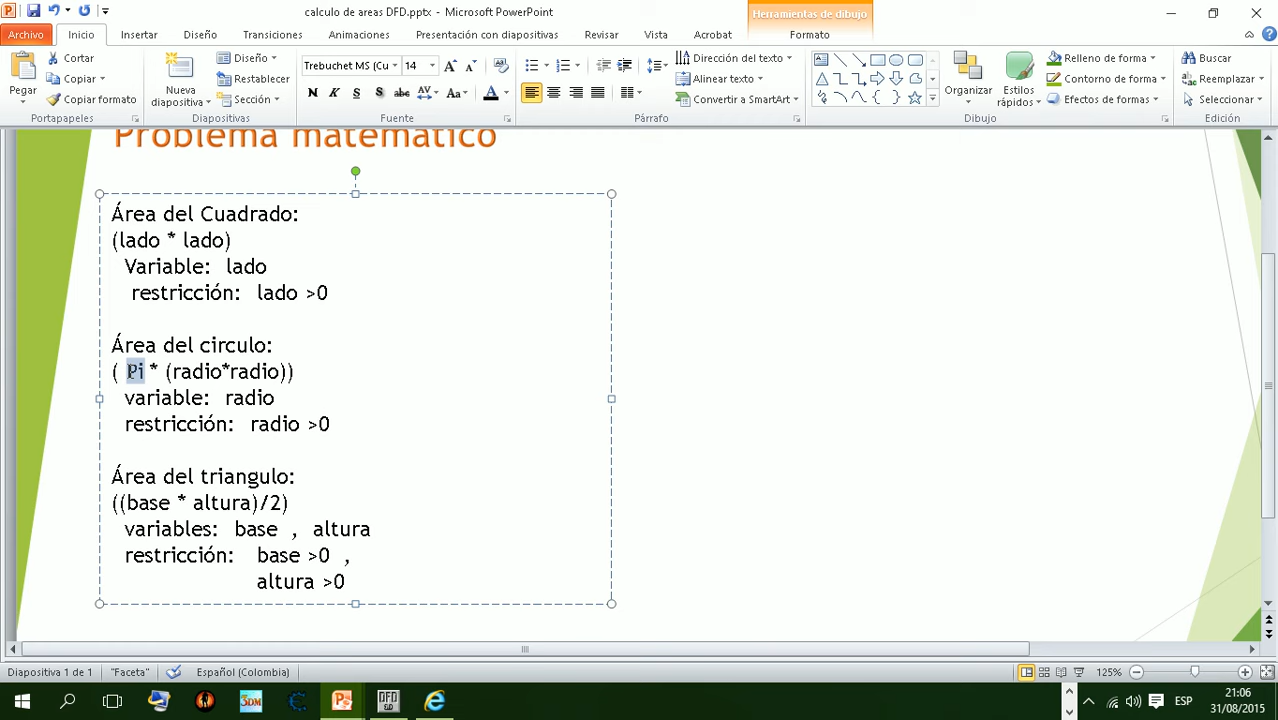 calculo de areas DFD.pptx - Microsoft PowerPoint
Herramientas de dibujo
Archivo Inicio Insertar Diseño Transiciones Animaciones Presentación con diapositivas Revisar Vista Acrobat Formato
Pegar
Cortar
Copiar
Copiar formato
Portapapeles
Nueva diapositiva
Diseño
Restablecer
Sección
Diapositivas
Trebuchet MS (Cu 14
N K S S abc AV Aa A
Fuente
Dirección del texto
Alinear texto
Convertir a SmartArt
Párrafo
Organizar
Estilos rápidos
Relleno de forma
Contorno de forma
Efectos de formas
Dibujo
Buscar
Reemplazar
Seleccionar
Edición
Problema matemático
Área del Cuadrado:
(lado * lado)
Variable: lado
restricción: lado >0
Área del circulo:
( Pi * (radio*radio))
variable: radio
restricción: radio >0
Área del triangulo:
((base * altura)/2)
variables: base , altura
restricción: base >0 ,
altura >0
Diapositiva 1 de 1 "Faceta" Español (Colombia) 125%
ESP
21:06
31/08/2015